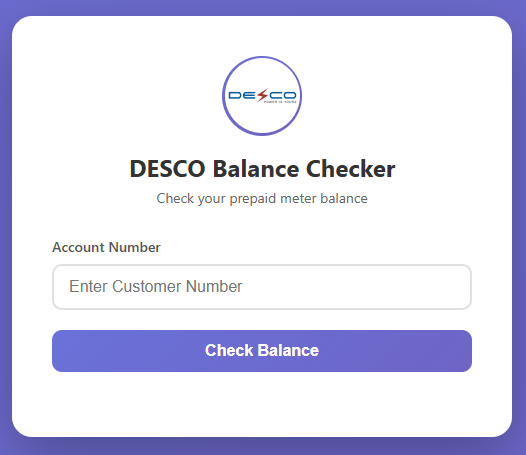 DESCO
POWER IS YOURS
DESCO Balance Checker
Check your prepaid meter balance
Account Number
Enter Customer Number
Check Balance